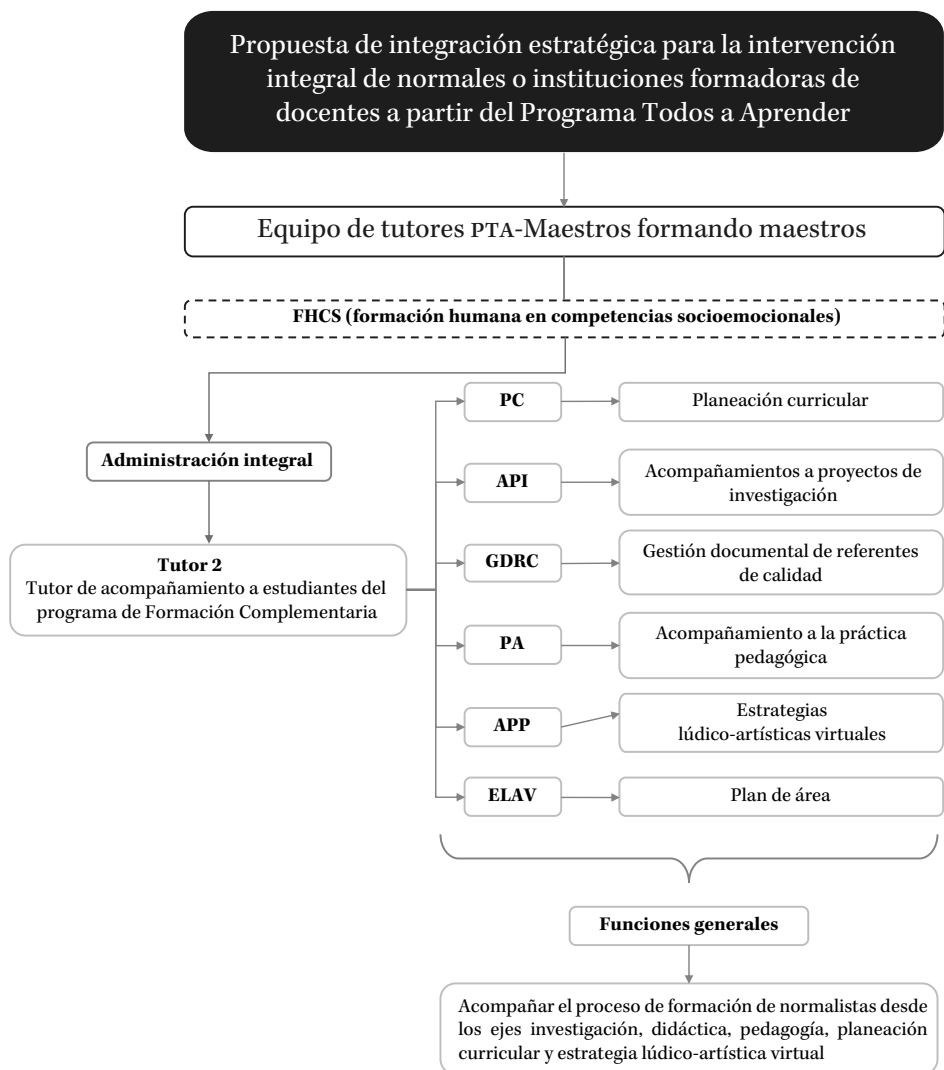 Propuesta de integración estratégica para la intervención
integral de normales o instituciones formadoras de
docentes a partir del Programa Todos a Aprender
Equipo de tutores PTA-Maestros formando maestros
FHCS (formación humana en competencias socioemocionales)
Administración integral
Tutor 2
Tutor de acompañamiento a estudiantes del
programa de Formación Complementaria
PC
Planeación curricular
API
Acompañamientos a proyectos de
investigación
GDRC
Gestión documental de referentes
de calidad
PA
Acompañamiento a la práctica
pedagógica
APP
Estrategias
lúdico-artísticas virtuales
ELAV
Plan de área
Funciones generales
Acompañar el proceso de formación de normalistas desde
los ejes investigación, didáctica, pedagogía, planeación
curricular y estrategia lúdico-artística virtual